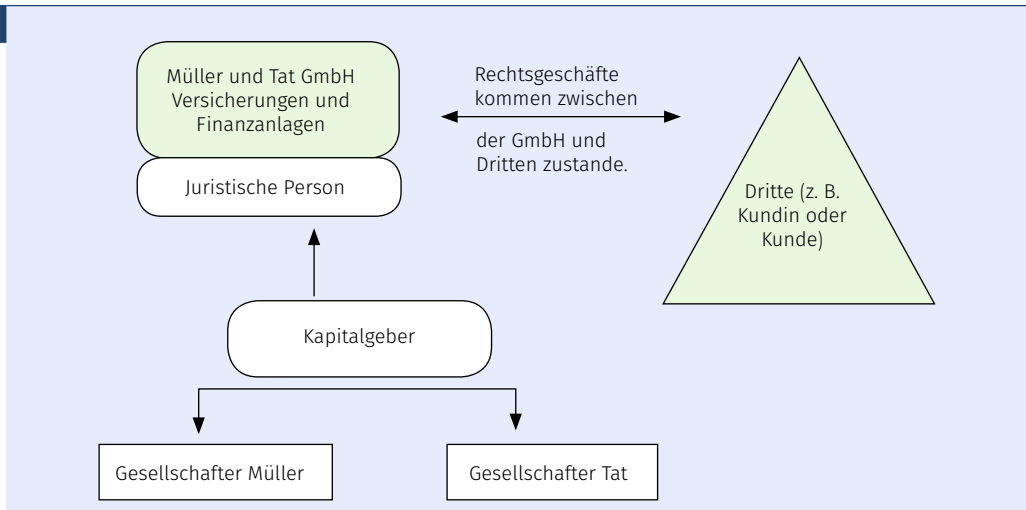 Müller und Tat GmbH
Versicherungen und
Finanzanlagen
Juristische Person
Rechtsgeschäfte
kommen zwischen
der GmbH und
Dritten zustande.
Dritte (z. B.
Kundin oder
Kunde)
Kapitalgeber
Gesellschafter Müller
Gesellschafter Tat